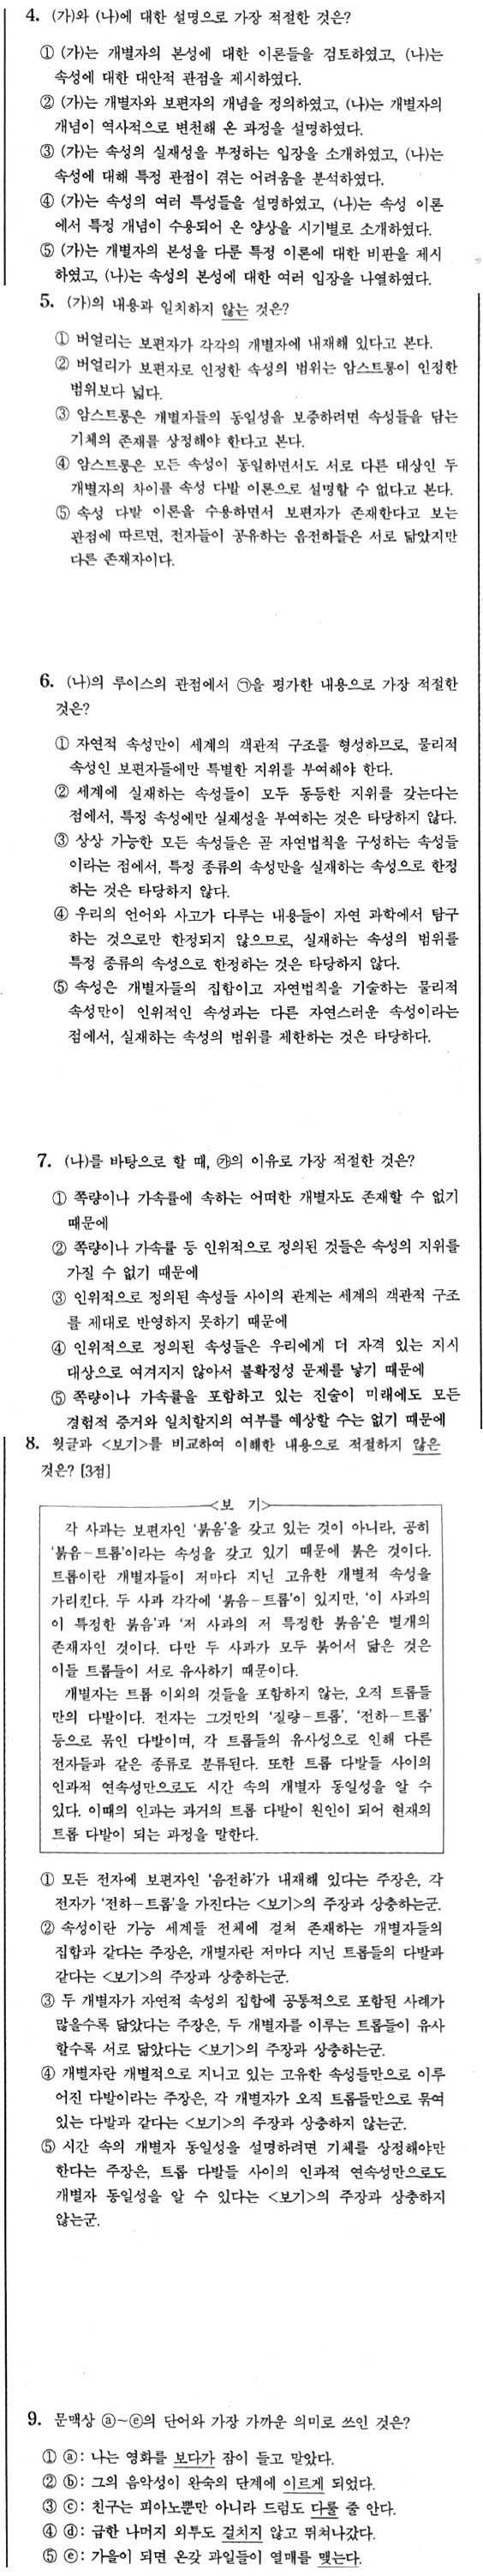 4. (가)와 (나)에 대한 설명으로 가장 적절한 것은?
① (가)는 개별자의 본성에 대한 이론들을 검토하였고, (나)는
속성에 대한 대안적 관점을 제시하였다.
② (가)는 개별자와 보편자의 개념을 정의하였고, (나)는 개별자의
개념이 역사적으로 변천해 온 과정을 설명하였다.
③ (가)는 속성의 실재성을 부정하는 입장을 소개하였고, (나)는
속성에 대해 특정 관점이 겪는 어려움을 분석하였다.
④ (가)는 속성의 여러 특성들을 설명하였고, (나)는 속성 이론
에서 특정 개념이 수용되어 온 양상을 시기별로 소개하였다.
⑤ (가)는 개별자의 본성을 다룬 특정 이론에 대한 비판을 제시
하였고, (나)는 속성의 본성에 대한 여러 입장을 나열하였다.
5. (가)의 내용과 일치하지 않는 것은?
① 버얼리는 보편자가 각각의 개별자에 내재해 있다고 본다.
② 버얼리가 보편자로 인정한 속성의 범위는 암스트롱이 인정한
범위보다 넓다.
③ 암스트롱은 개별자들의 동일성을 보증하려면 속성들을 담는
기체의 존재를 상정해야 한다고 본다.
④ 암스트롱은 모든 속성이 동일하면서도 서로 다른 대상인 두
개별자의 차이를 속성 다발 이론으로 설명할 수 없다고 본다.
⑤ 속성 다발 이론을 수용하면서 보편자가 존재한다고 보는
관점에 따르면, 전자들이 공유하는 음전하들은 서로 닮았지만
다른 존재자이다.
6. (나)의 루이스의 관점에서 ㉠을 평가한 내용으로 가장 적절한
것은?
① 자연적 속성만이 세계의 객관적 구조를 형성하므로, 물리적
속성인 보편자들에만 특별한 지위를 부여해야 한다.
② 세계에 실재하는 속성들이 모두 동등한 지위를 갖는다는
점에서, 특정 속성에만 실재성을 부여하는 것은 타당하지 않다.
③ 상상 가능한 모든 속성들은 곧 자연법칙을 구성하는 속성들
이라는 점에서, 특정 종류의 속성만을 실재하는 속성으로 한정
하는 것은 타당하지 않다.
④ 우리의 언어와 사고가 다루는 내용들이 자연 과학에서 탐구
하는 것으로만 한정되지 않으므로, 실재하는 속성의 범위를
특정 종류의 속성으로 한정하는 것은 타당하지 않다.
⑤ 속성은 개별자들의 집합이고 자연법칙을 기술하는 물리적
속성만이 인위적인 속성과는 다른 자연스러운 속성이라는
점에서, 실재하는 속성의 범위를 제한하는 것은 타당하다.
7. (나)를 바탕으로 할 때, ㉮의 이유로 가장 적절한 것은?
① 쪽량이나 가속률에 속하는 어떠한 개별자도 존재할 수 없기
때문에
② 쪽량이나 가속률 등 인위적으로 정의된 것들은 속성의 지위를
가질 수 없기 때문에
③ 인위적으로 정의된 속성들 사이의 관계는 세계의 객관적 구조
를 제대로 반영하지 못하기 때문에
④ 인위적으로 정의된 속성들은 우리에게 더 자격 있는 지시
대상으로 여겨지지 않아서 불확정성 문제를 낳기 때문에
⑤ 쪽량이나 가속률을 포함하고 있는 진술이 미래에도 모든
경험적 증거와 일치할지의 여부를 예상할 수는 없기 때문에
8. 윗글과 <보기>를 비교하여 이해한 내용으로 적절하지 않은
것은? [3점]
<보 기>
각 사과는 보편자인 '붉음'을 갖고 있는 것이 아니라, 공히
'붉음-트롭'이라는 속성을 갖고 있기 때문에 붉은 것이다.
트롭이란 개별자들이 저마다 지닌 고유한 개별적 속성을
가리킨다. 두 사과 각각에 '붉음-트롭'이 있지만, '이 사과의
이 특정한 붉음'과 '저 사과의 저 특정한 붉음'은 별개의
존재자인 것이다. 다만 두 사과가 모두 붉어서 닮은 것은
이들 트롭들이 서로 유사하기 때문이다.
개별자는 트롭 이외의 것들을 포함하지 않는, 오직 트롭들
만의 다발이다. 전자는 그것만의 '질량-트롭', '전하-트롭'
등으로 묶인 다발이며, 각 트롭들의 유사성으로 인해 다른
전자들과 같은 종류로 분류된다. 또한 트롭 다발들 사이의
인과적 연속성만으로도 시간 속의 개별자 동일성을 알 수
있다. 이때의 인과는 과거의 트롭 다발이 원인이 되어 현재의
트롭 다발이 되는 과정을 말한다.
① 모든 전자에 보편자인 '음전하'가 내재해 있다는 주장은, 각
전자가 '전하-트롭'을 가진다는 <보기>의 주장과 상충하는군.
② 속성이란 가능 세계들 전체에 걸쳐 존재하는 개별자들의
집합과 같다는 주장은, 개별자란 저마다 지닌 트롭들의 다발과
같다는 <보기>의 주장과 상충하는군.
③ 두 개별자가 자연적 속성의 집합에 공통적으로 포함된 사례가
많을수록 닮았다는 주장은, 두 개별자를 이루는 트롭들이 유사
할수록 서로 닮았다는 <보기>의 주장과 상충하는군.
④ 개별자란 개별적으로 지니고 있는 고유한 속성들만으로 이루
어진 다발이라는 주장은, 각 개별자가 오직 트롭들만으로 묶여
있는 다발과 같다는 <보기>의 주장과 상충하지 않는군.
⑤ 시간 속의 개별자 동일성을 설명하려면 기체를 상정해야만
한다는 주장은, 트롭 다발들 사이의 인과적 연속성만으로도
개별자 동일성을 알 수 있다는 <보기>의 주장과 상충하지
않는군.
9. 문맥상 ⓐ~ⓔ의 단어와 가장 가까운 의미로 쓰인 것은?
① ⓐ: 나는 영화를 보다가 잠이 들고 말았다.
② ⓑ: 그의 음악성이 완숙의 단계에 이르게 되었다.
③ ⓒ: 친구는 피아노뿐만 아니라 드럼도 다룰 줄 안다.
④ ⓓ: 급한 나머지 외투도 걸치지 않고 뛰쳐나갔다.
⑤ ⓔ: 가을이 되면 온갖 과일들이 열매를 맺는다.